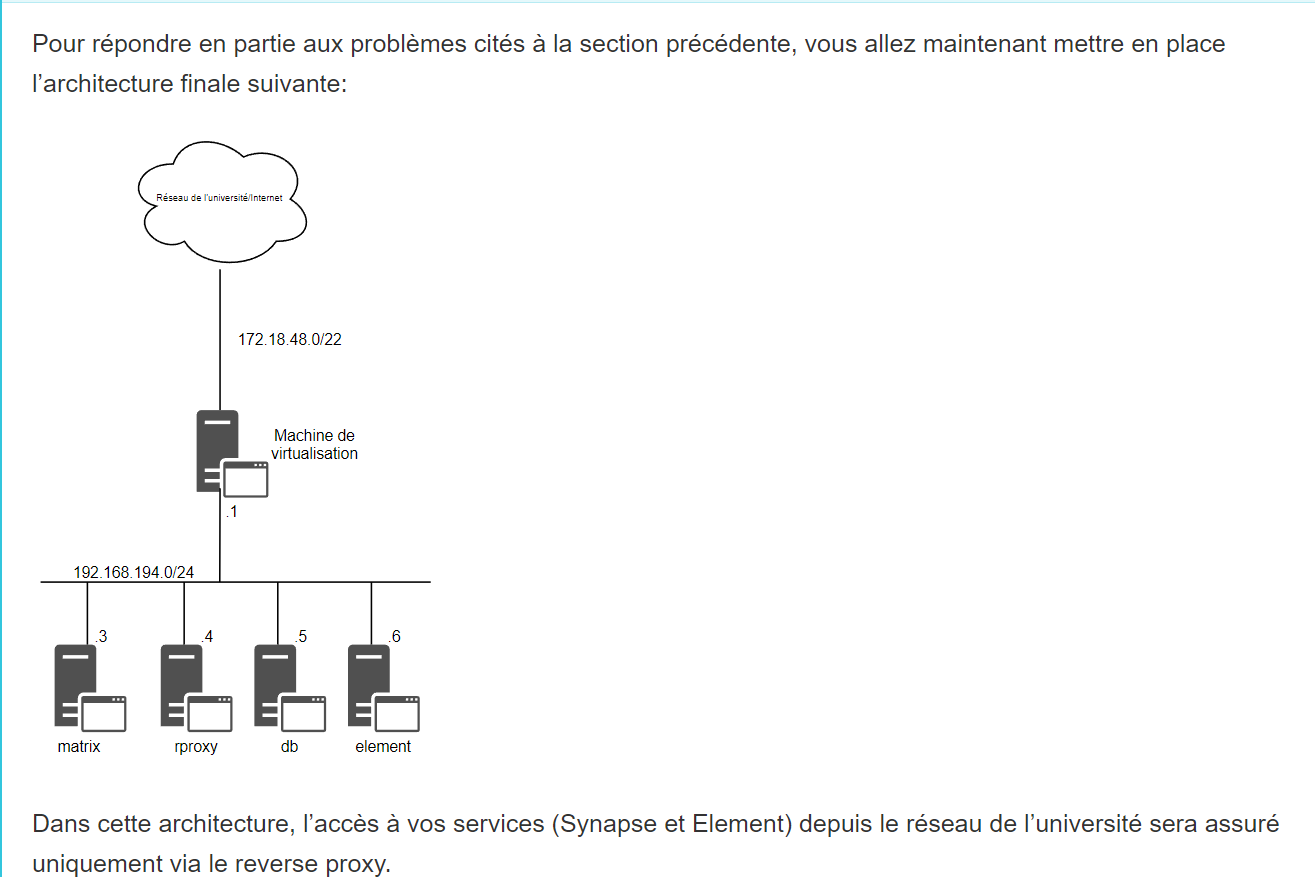 Pour répondre en partie aux problèmes cités à la section précédente, vous allez maintenant mettre en place
l’architecture finale suivante:
Réseau de l'université/Internet
172.18.48.0/22
Machine de
virtualisation
.1
192.168.194.0/24
.3 .4 .5 .6
matrix rproxy db element
Dans cette architecture, l’accès à vos services (Synapse et Element) depuis le réseau de l’université sera assuré
uniquement via le reverse proxy.